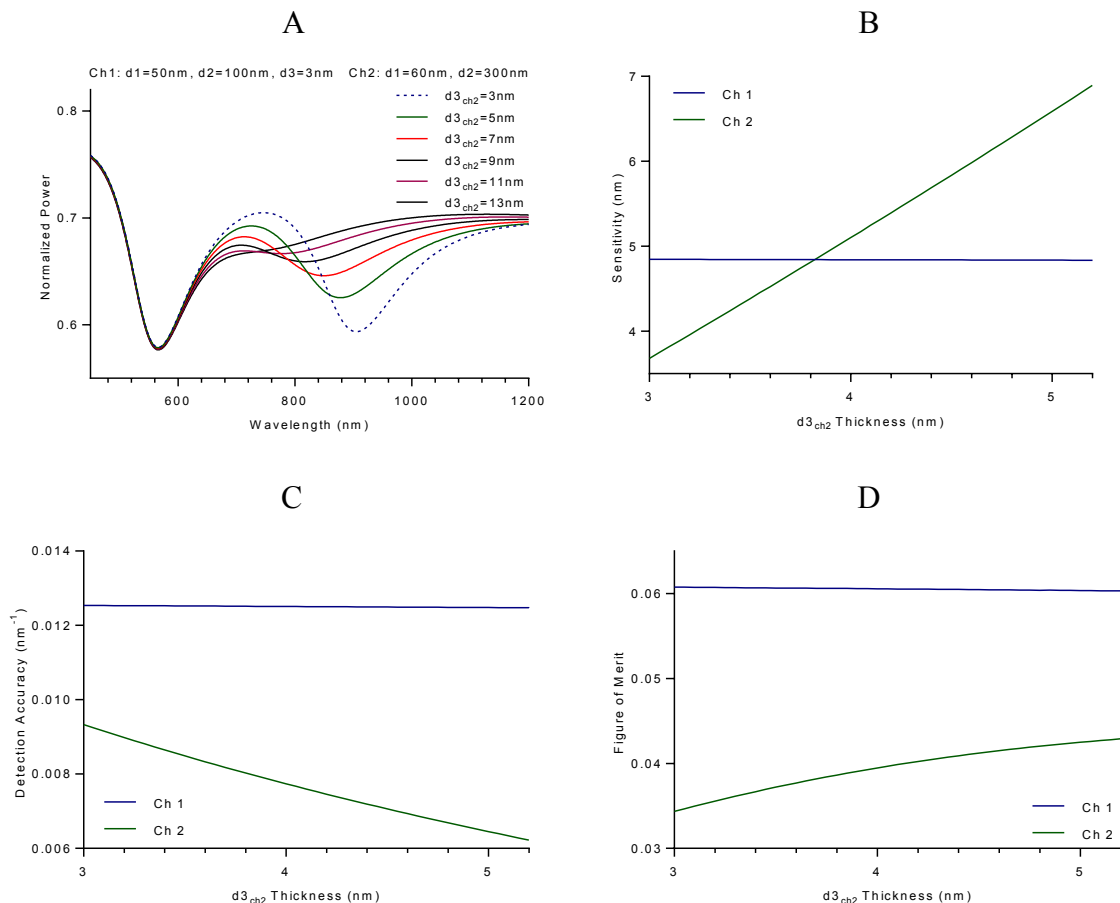 A
Ch1: d1=50nm, d2=100nm, d3=3nm Ch2: d1=60nm, d2=300nm
d3ch2=3nm
d3ch2=5nm
d3ch2=7nm
d3ch2=9nm
d3ch2=11nm
d3ch2=13nm
Normalized Power
0.8
0.7
0.6
600 800 1000 1200
Wavelength (nm)
B
Ch 1
Ch 2
Sensitivity (nm)
7
6
5
4
3 4 5
d3ch2 Thickness (nm)
C
Detection Accuracy (nm-1)
0.014
0.012
0.010
0.008
0.006
Ch 1
Ch 2
3 4 5
d3ch2 Thickness (nm)
D
Figure of Merit
0.06
0.05
0.04
0.03
Ch 1
Ch 2
3 4 5
d3ch2 Thickness (nm)